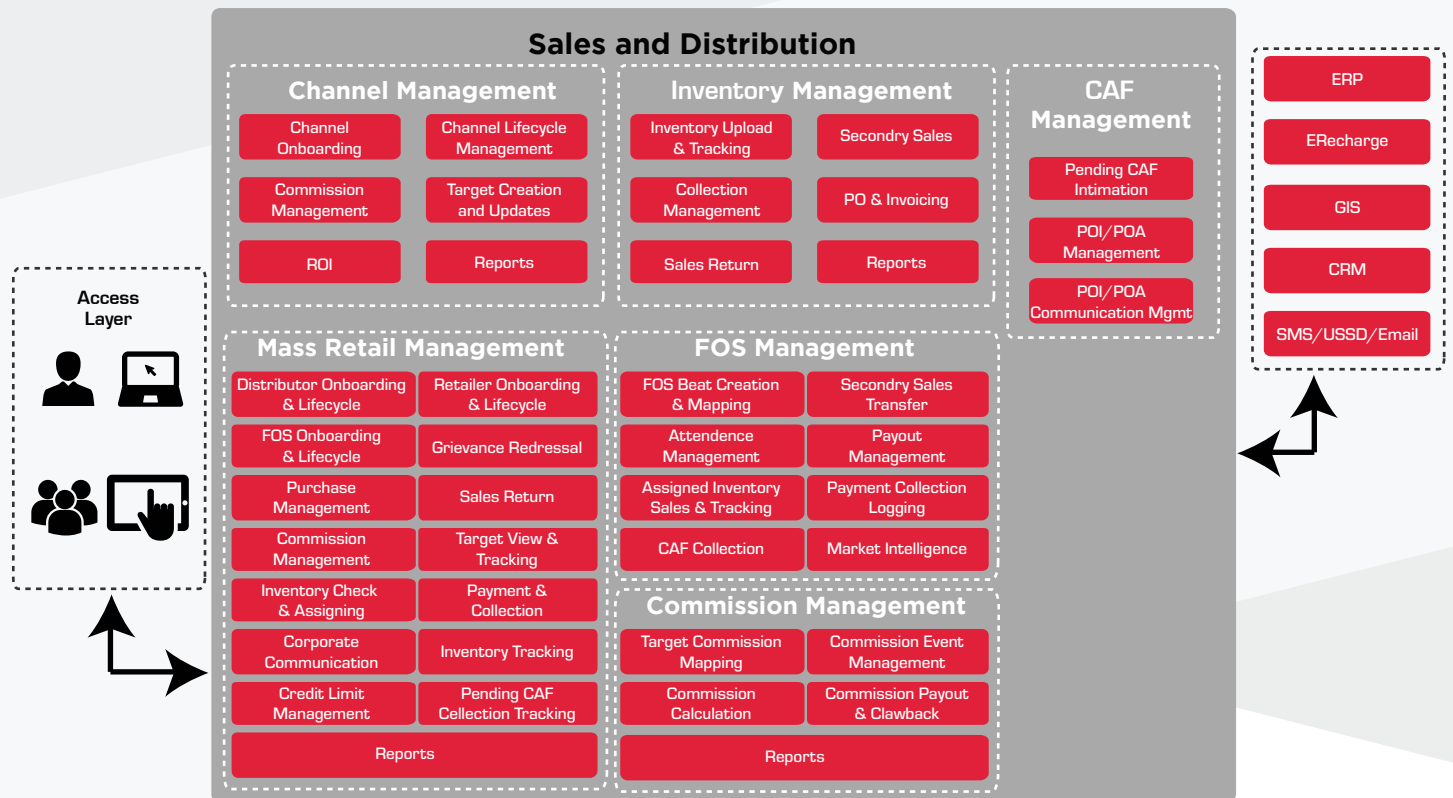 Sales and Distribution
Channel Management
Channel
Onboarding
Channel Lifecycle
Management
Commission
Management
Target Creation
and Updates
ROI
Reports
Inventory Management
Inventory Upload
& Tracking
Secondry Sales
Collection
Management
PO & Invoicing
Sales Return
Reports
CAF
Management
Pending CAF
Intimation
POI/POA
Management
POI/POA
Communication Mgmt
ERP
ERecharge
GIS
CRM
SMS/USSD/Email
Access
Layer
Mass Retail Management
Distributor Onboarding
& Lifecycle
Retailer Onboarding
& Lifecycle
FOS Onboarding
& Lifecycle
Grievance Redressal
Purchase
Management
Sales Return
Commission
Management
Target View &
Tracking
Inventory Check
& Assigning
Payment &
Collection
Corporate
Communication
Inventory Tracking
Credit Limit
Management
Pending CAF
Cellection Tracking
Reports
FOS Management
FOS Beat Creation
& Mapping
Secondry Sales
Transfer
Attendence
Management
Payout
Management
Assigned Inventory
Sales & Tracking
Payment Collection
Logging
CAF Collection
Market Intelligence
Commission Management
Target Commission
Mapping
Commission Event
Management
Commission
Calculation
Commission Payout
& Clawback
Reports